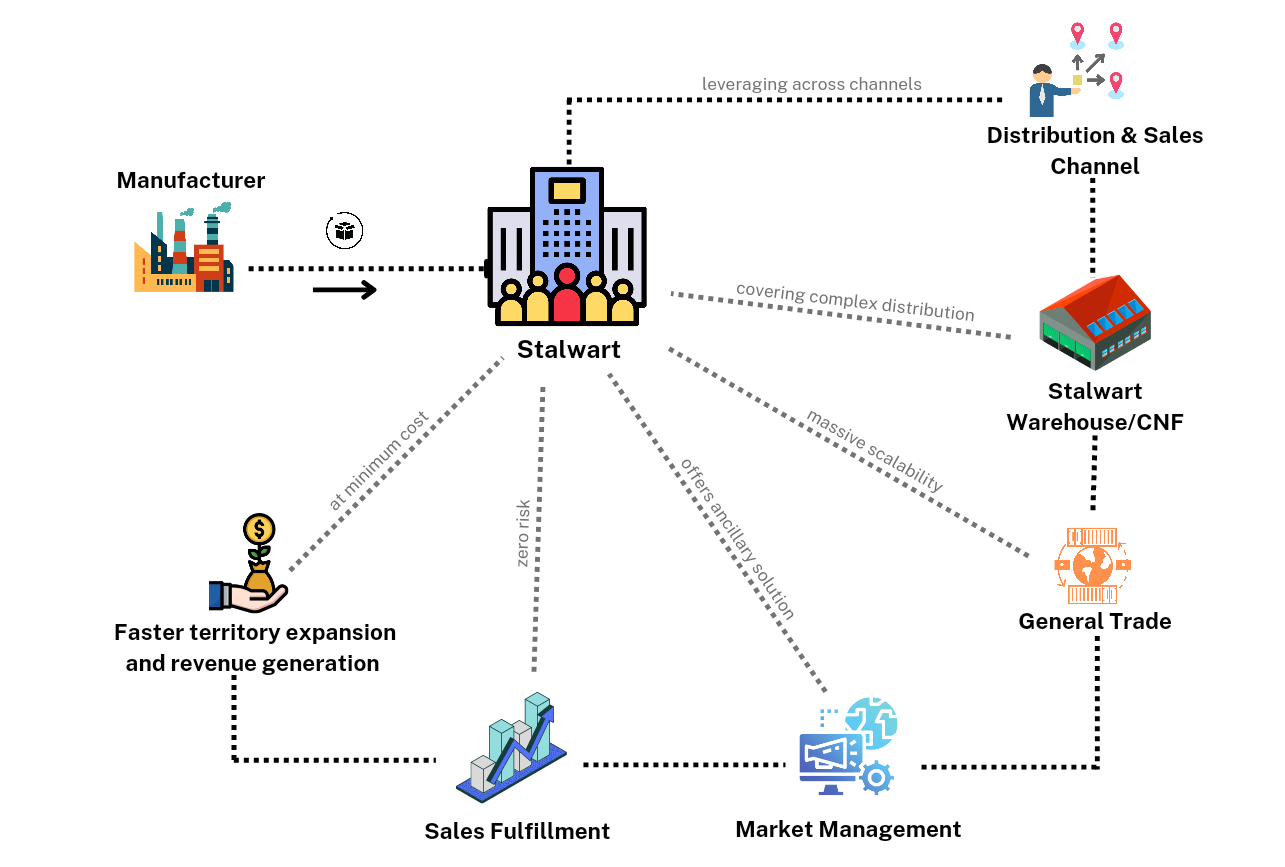 leveraging across channels
Distribution & Sales
Channel
Manufacturer
covering complex distribution
Stalwart
Stalwart
Warehouse/CNF
at minimum cost
massive scalability
offers ancillary solution
zero risk
$
Faster territory expansion
and revenue generation
General Trade
Sales Fulfillment
Market Management